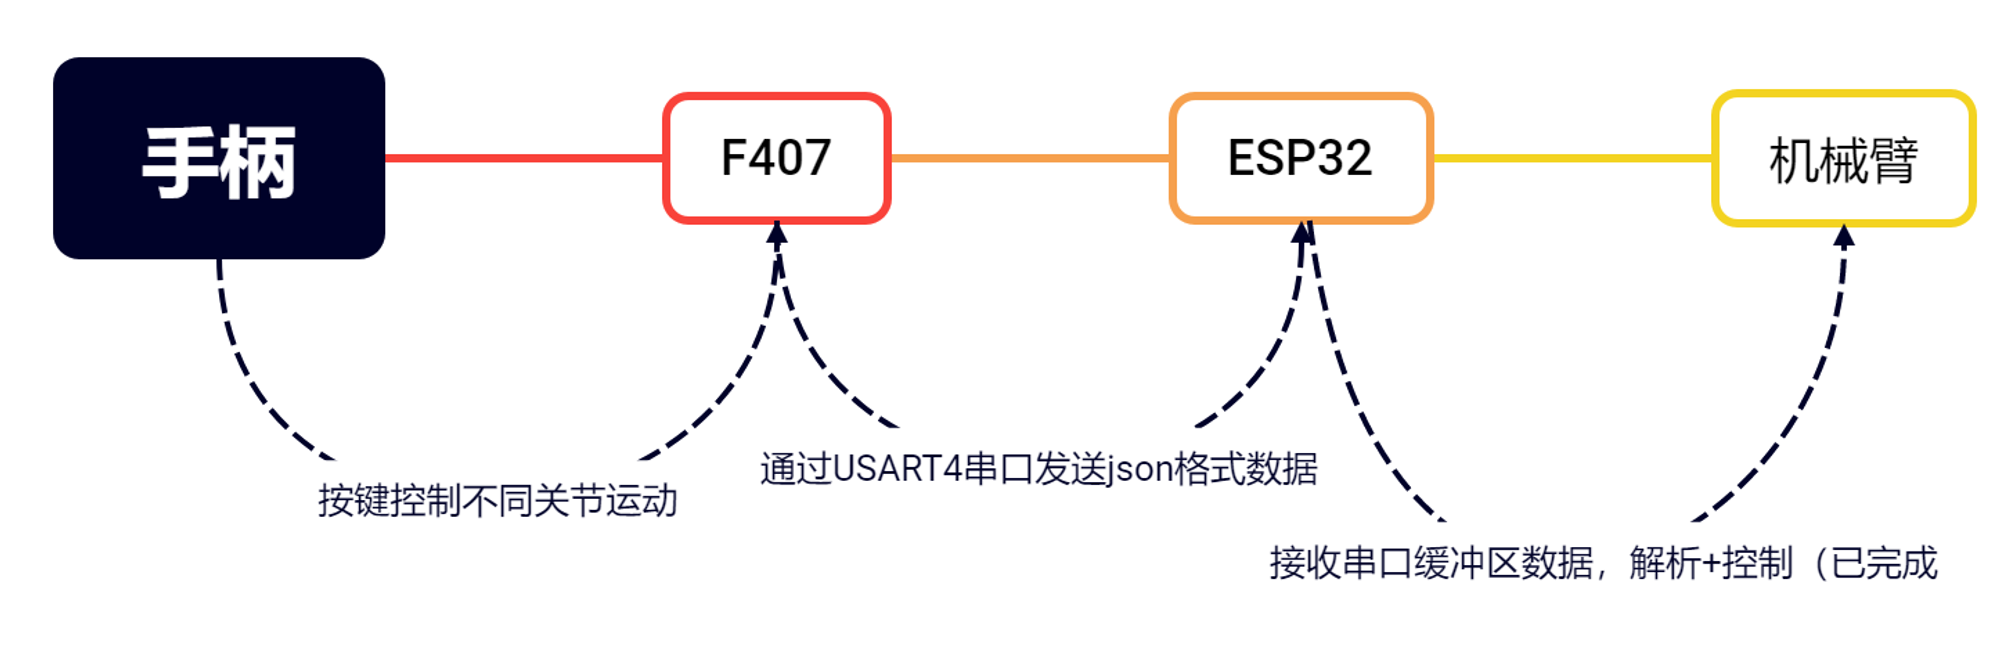 手柄
F407
ESP32
机械臂
按键控制不同关节运动
通过USART4串口发送json格式数据
接收串口缓冲区数据，解析+控制（已完成